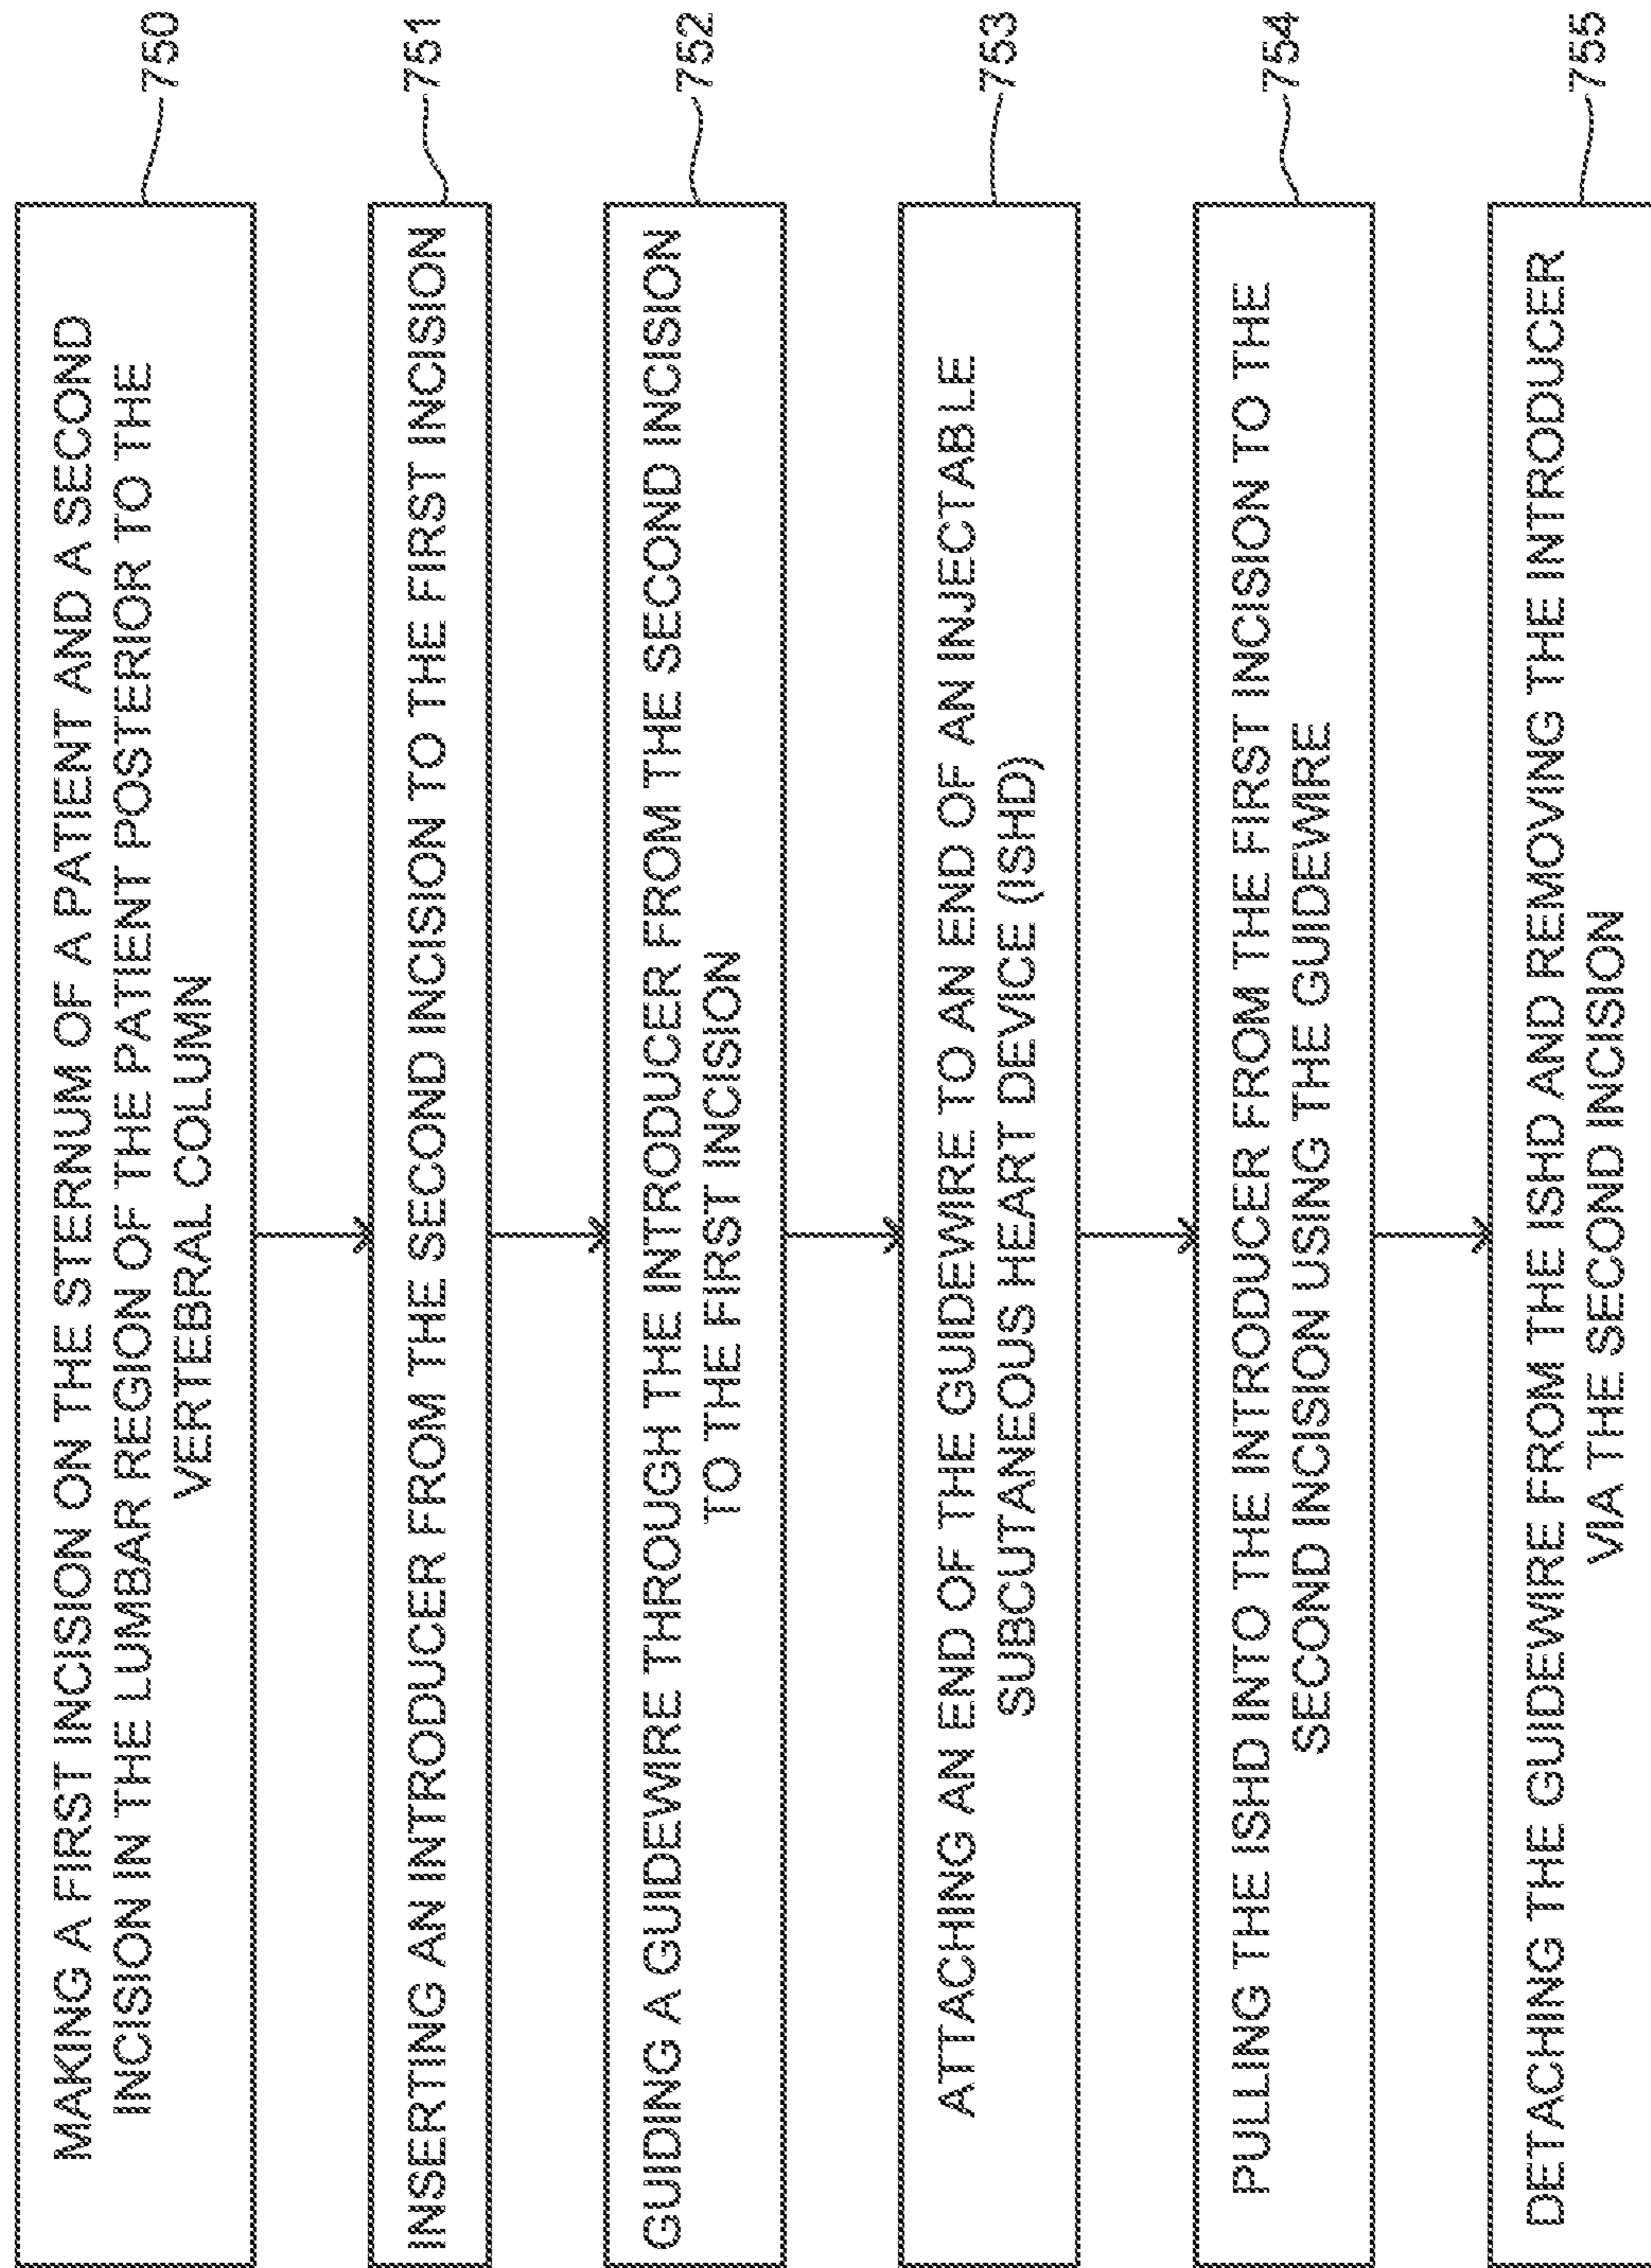 MAKING A FIRST INCISION ON THE STERNUM OF A PATIENT AND A SECOND
INCISION IN THE LUMBAR REGION OF THE PATIENT POSTERIOR TO THE
VERTEBRAL COLUMN
750
INSERTING AN INTRODUCER FROM THE SECOND INCISION TO THE FIRST INCISION
751
GUIDING A GUIDEWIRE THROUGH THE INTRODUCER FROM THE SECOND INCISION
TO THE FIRST INCISION
752
ATTACHING AN END OF THE GUIDEWIRE TO AN END OF AN INJECTABLE
SUBCUTANEOUS HEART DEVICE (ISHD)
753
PULLING THE ISHD INTO THE INTRODUCER FROM THE FIRST INCISION TO THE
SECOND INCISION USING THE GUIDEWIRE
754
DETACHING THE GUIDEWIRE FROM THE ISHD AND REMOVING THE INTRODUCER
VIA THE SECOND INCISION
755